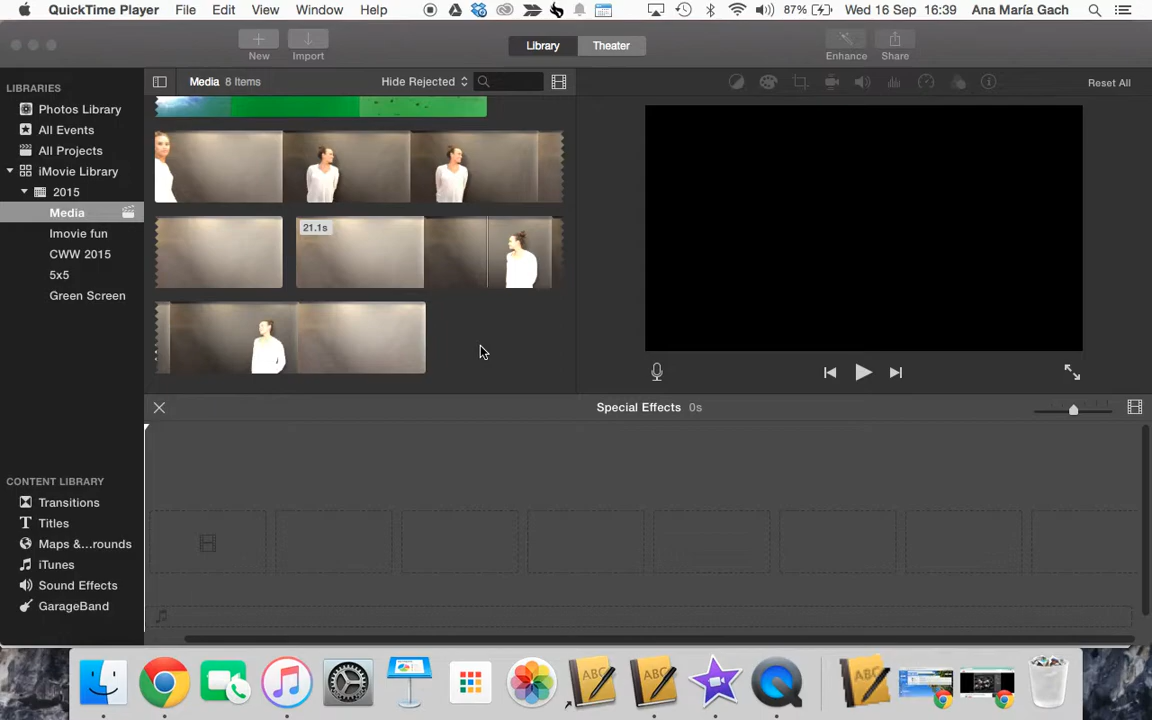 QuickTime Player File Edit View Window Help 87% Wed 16 Sep 16:39 Ana María Gach
New Import Library Theater Enhance Share
LIBRARIES Media 8 Items Hide Rejected Reset All
Photos Library
All Events
All Projects
iMovie Library
2015
Media
Imovie fun
CWW 2015
5x5
Green Screen
21.1s
Special Effects 0s
CONTENT LIBRARY
Transitions
T Titles
Maps &...rounds
iTunes
Sound Effects
GarageBand
ABC ABC ABC